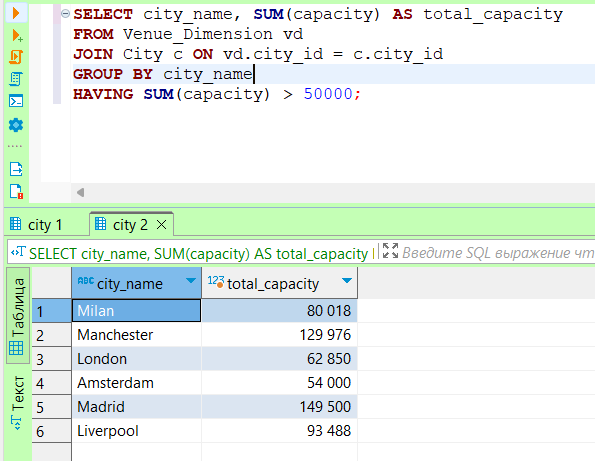 SELECT city_name, SUM(capacity) AS total_capacity
FROM Venue_Dimension vd
JOIN City c ON vd.city_id = c.city_id
GROUP BY city_name
HAVING SUM(capacity) > 50000;
city 1
city 2
SELECT city_name, SUM(capacity) AS total_capacity
Введите SQL выражение чт
Таблица
Текст
ABC city_name 123 total_capacity
1 Milan 80 018
2 Manchester 129 976
3 London 62 850
4 Amsterdam 54 000
5 Madrid 149 500
6 Liverpool 93 488